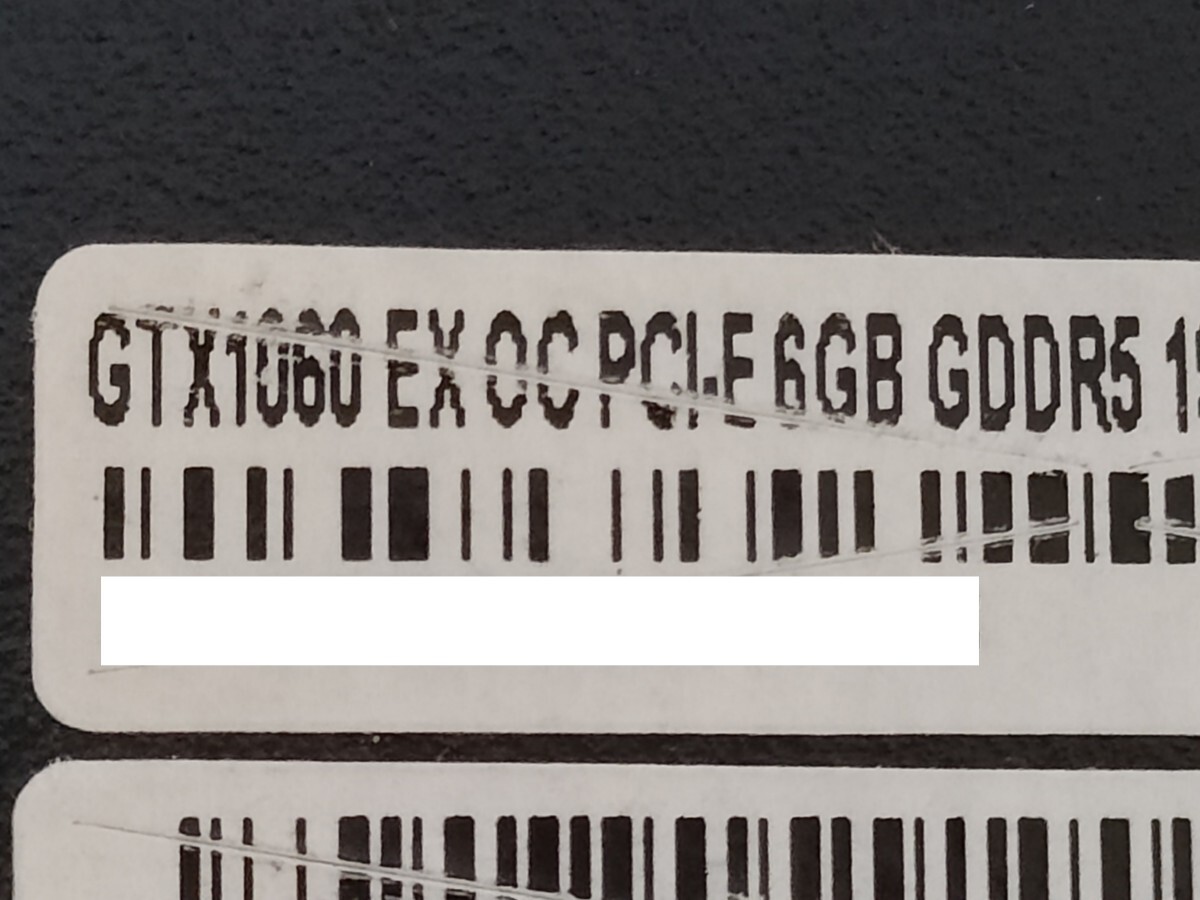 GTX1060 EX OC PCI-E 6GB GDDR5